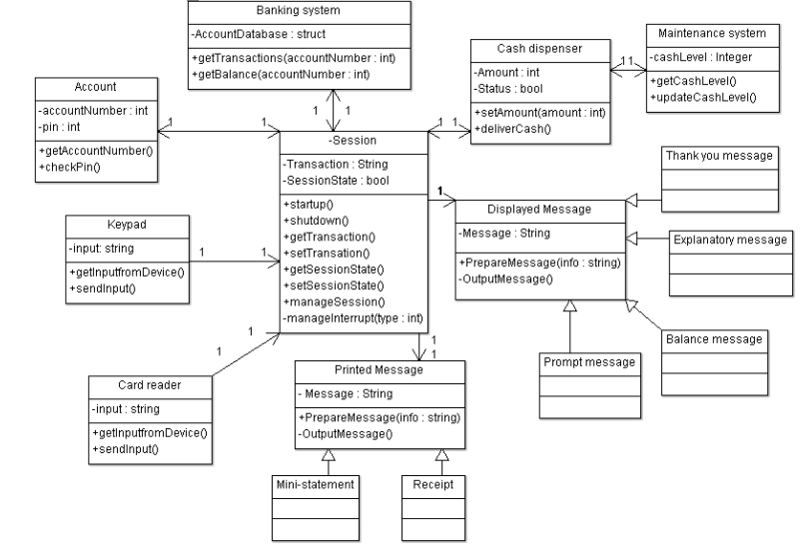 Banking system
-AccountDatabase : struct
+getTransactions(accountNumber : int)
+getBalance(accountNumber : int)
Cash dispenser
-Amount : int
-Status : bool
+setAmount(amount : int)
+deliverCash()
Maintenance system
-cashLevel : Integer
+getCashLevel()
+updateCashLevel()
1 1
Account
-accountNumber : int
-pin : int
+getAccountNumber()
+checkPin()
1
1
1
1
1
1
-Session
-Transaction : String
-SessionState : bool
+startup()
+shutdown()
+getTransaction()
+setTransation()
+getSessionState()
+setSessionState()
+manageSession()
-manageInterrupt(type : int)
Thank you message
1
Displayed Message
-Message : String
+PrepareMessage(info : string)
-OutputMessage()
Explanatory message
Keypad
-input: string
+getInputfromDevice()
+sendInput()
1
1
Balance message
Prompt message
1
1
Card reader
-input : string
+getInputfromDevice()
+sendInput()
1
1
Printed Message
- Message : String
+PrepareMessage(info : string)
-OutputMessage()
Mini-statement
Receipt